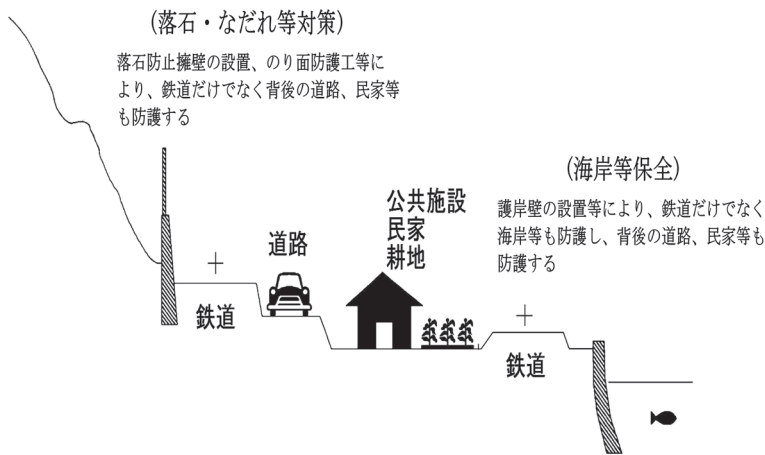 (落石・なだれ等対策)
落石防止擁壁の設置、のり面防護工等に
より、鉄道だけでなく背後の道路、民家等
も防護する
(海岸等保全)
護岸壁の設置等により、鉄道だけでなく
海岸等も防護し、背後の道路、民家等も
防護する
公共施設
民家
耕地
道路
鉄道
鉄道